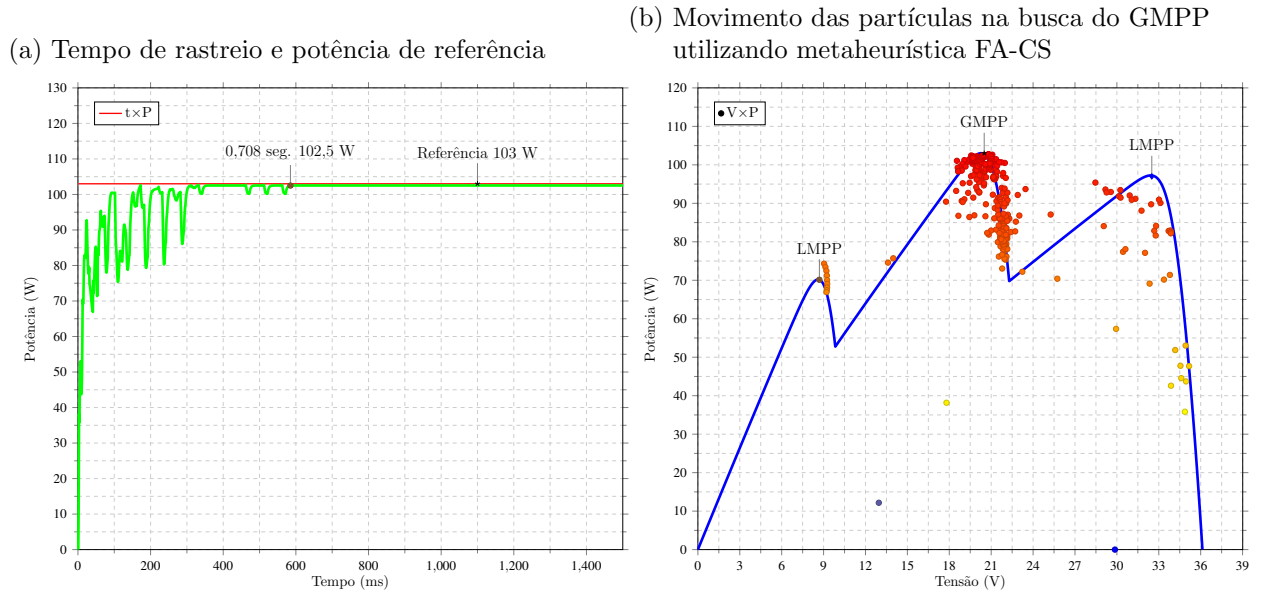 (a) Tempo de rastreio e potência de referência
130
120
110
100
90
80
70
60
50
40
30
20
10
0
Potência (W)
t×P
0,708 seg. 102,5 W
Referência 103 W
0 200 400 600 800 1,000 1,200 1,400
Tempo (ms)
(b) Movimento das partículas na busca do GMPP
utilizando metaheurística FA-CS
120
110
100
90
80
70
60
50
40
30
20
10
0
Potência (W)
V×P
GMPP
LMPP
LMPP
0 3 6 9 12 15 18 21 24 27 30 33 36 39
Tensão (V)